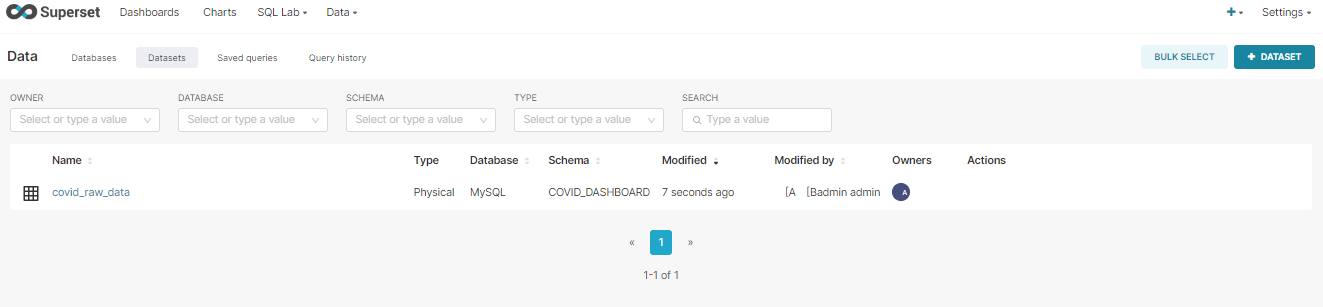 Superset Dashboards Charts SQL Lab Data + Settings
Data Databases Datasets Saved queries Query history BULK SELECT + DATASET
OWNER DATABASE SCHEMA TYPE SEARCH
Select or type a value Select or type a value Select or type a value Select or type a value Type a value
Name Type Database Schema Modified Modified by Owners Actions
covid_raw_data Physical MySQL COVID_DASHBOARD 7 seconds ago [A [Badmin admin A
« 1 »
1-1 of 1